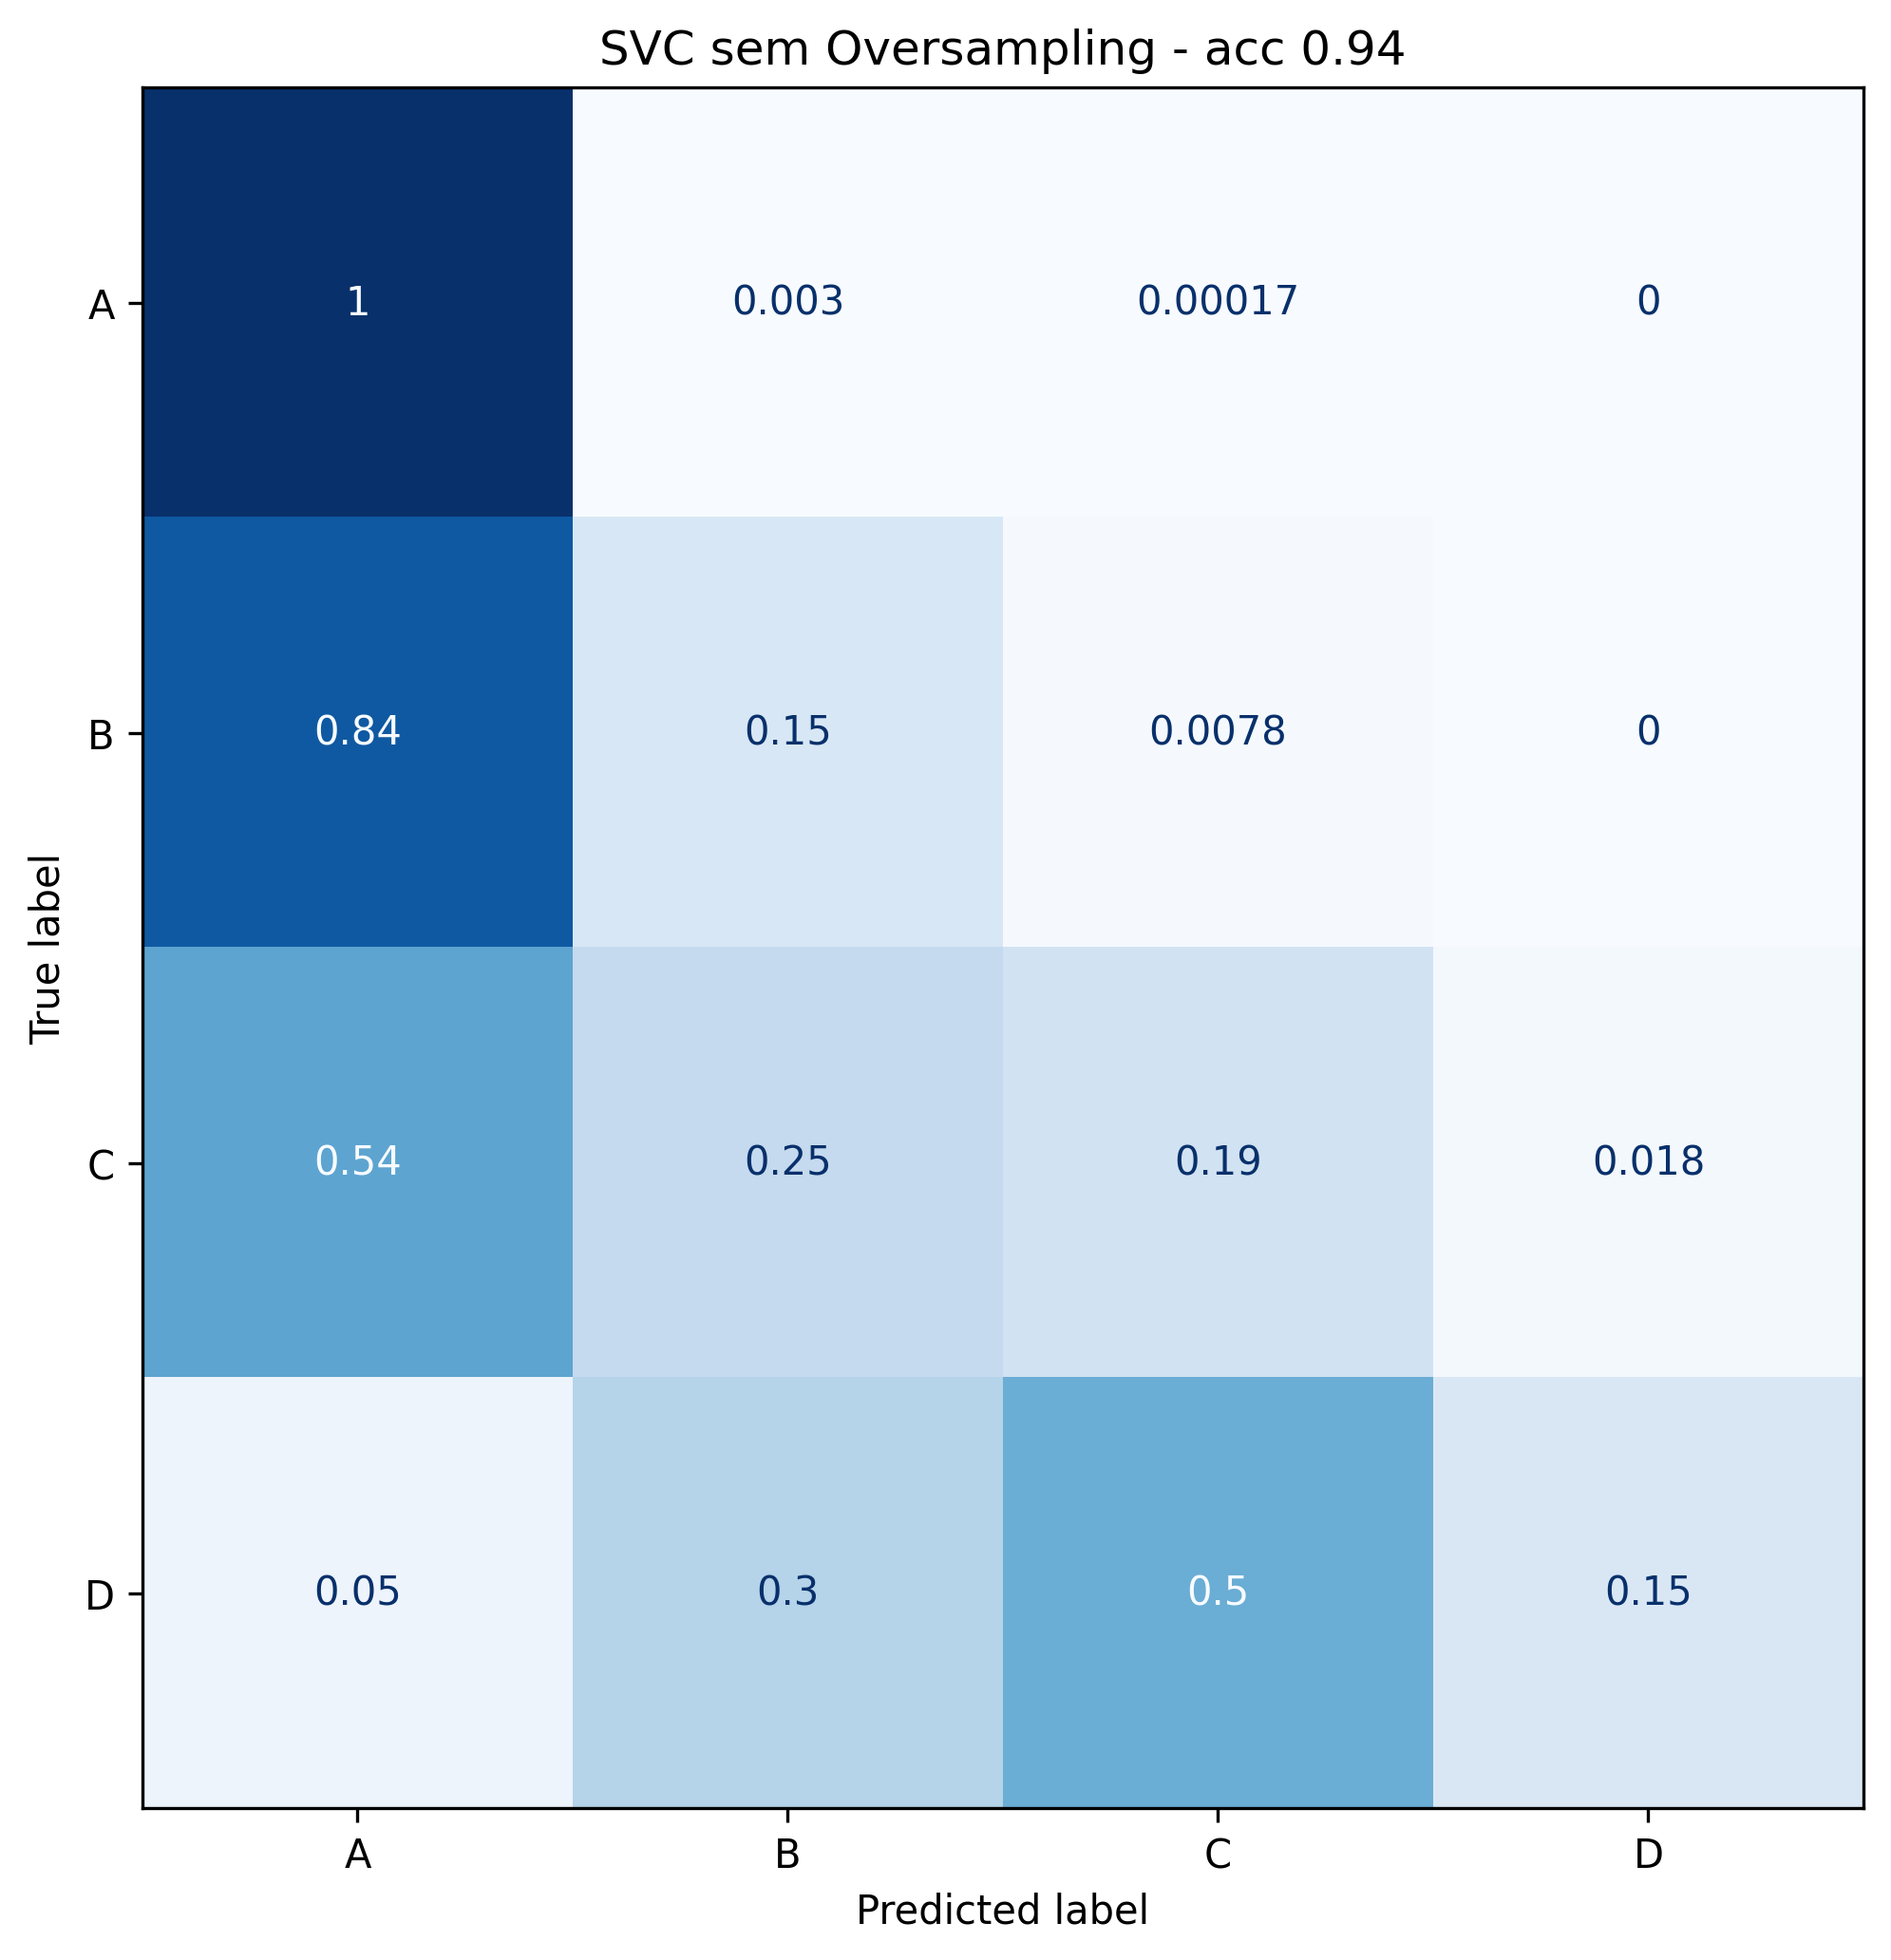 SVC sem Oversampling - acc 0.94
A 1 0.003 0.00017 0
B 0.84 0.15 0.0078 0
C 0.54 0.25 0.19 0.018
D 0.05 0.3 0.5 0.15
True label
A B C D
Predicted label